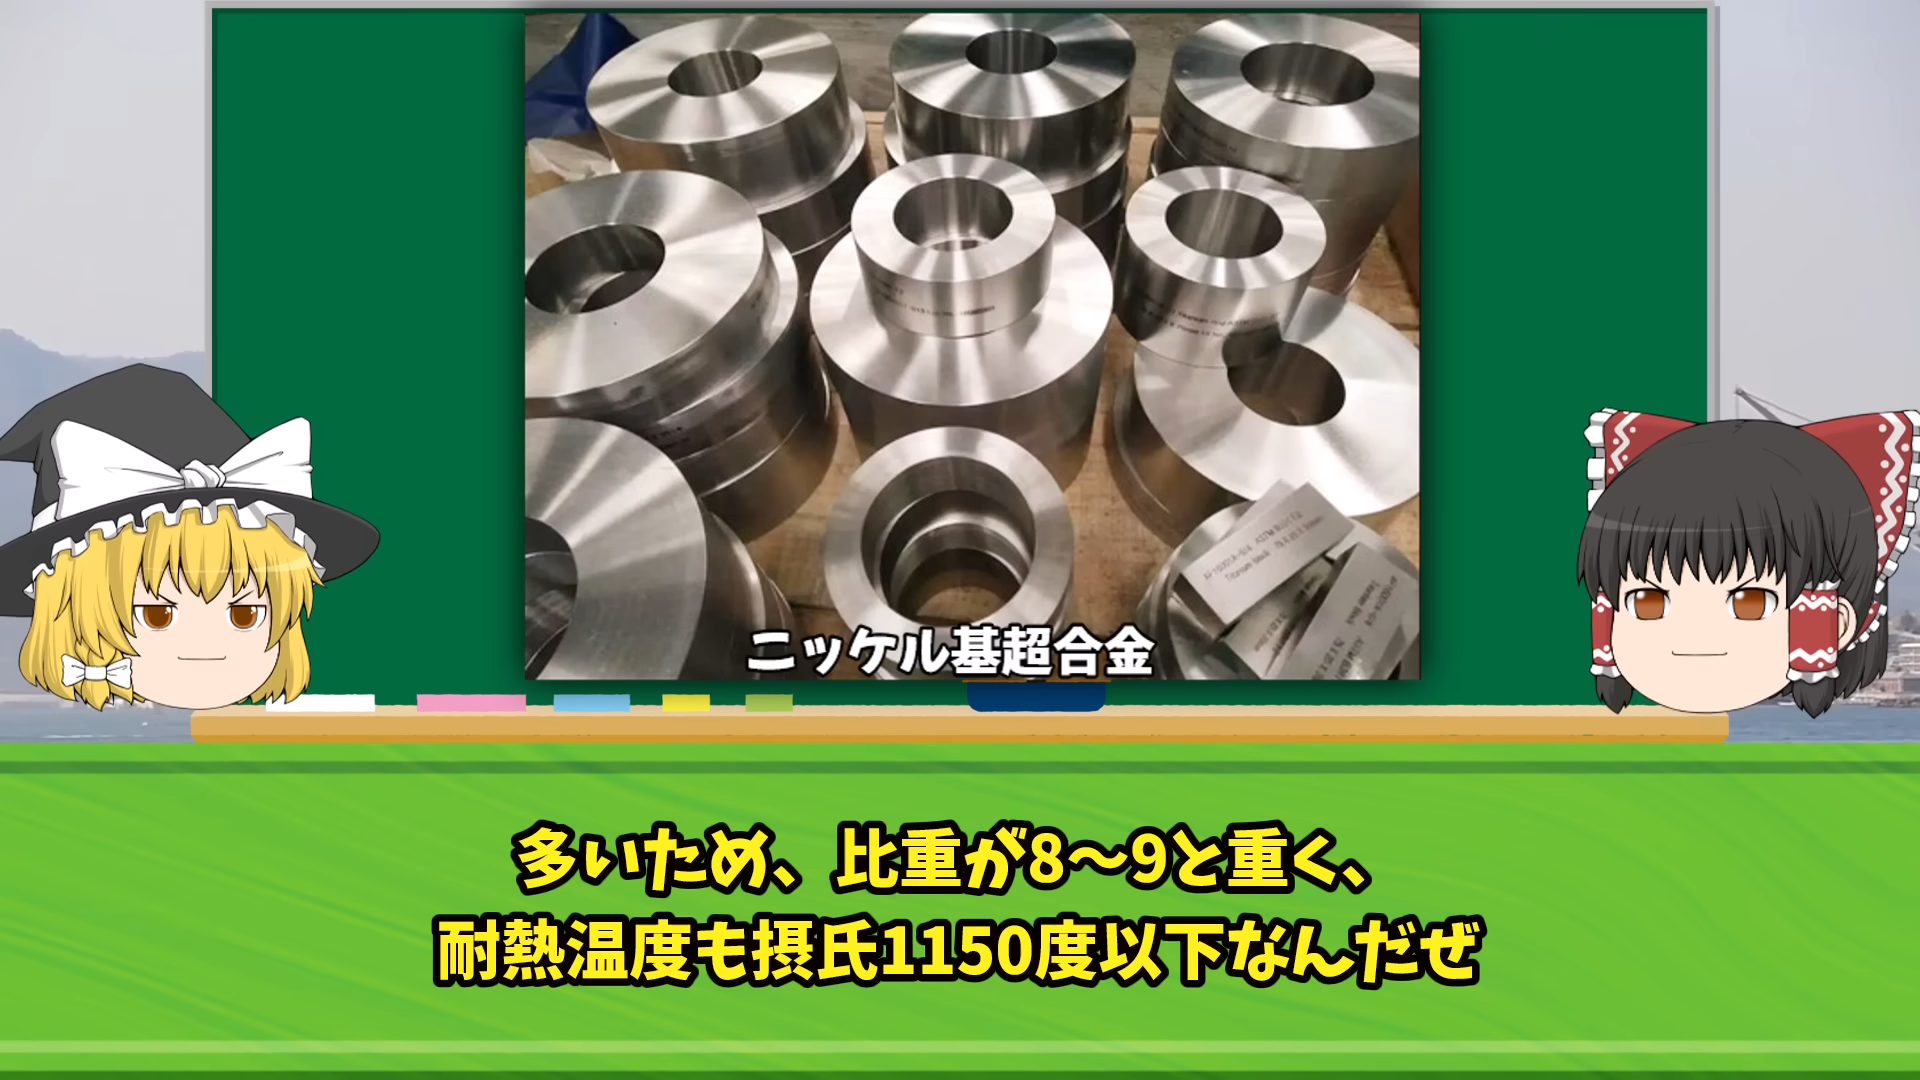 ニッケル基超合金
多いため、比重が8～9と重く、
耐熱温度も摂氏1150度以下なんだぜ